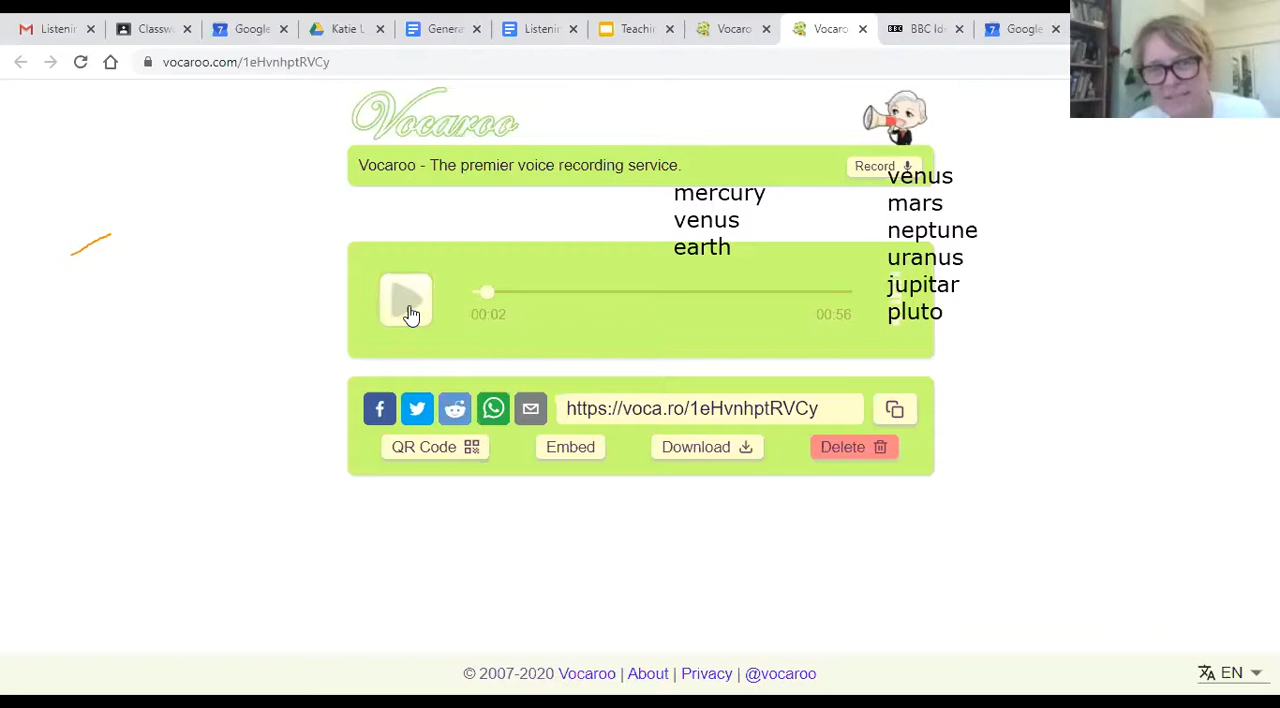 Listenin
Classw
Google
Katie L
Genera
Listenin
Teachin
Vocaro
Vocaro
BBC
BBC Id
Google
vocaroo.com/1eHvnhptRVCy
Vocaroo
Vocaroo - The premier voice recording service.
Record
mercury
venus
earth
venus
mars
neptune
uranus
jupitar
pluto
00:02
00:56
https://voca.ro/1eHvnhptRVCy
QR Code
Embed
Download
Delete
© 2007-2020 Vocaroo | About | Privacy | @vocaroo
EN